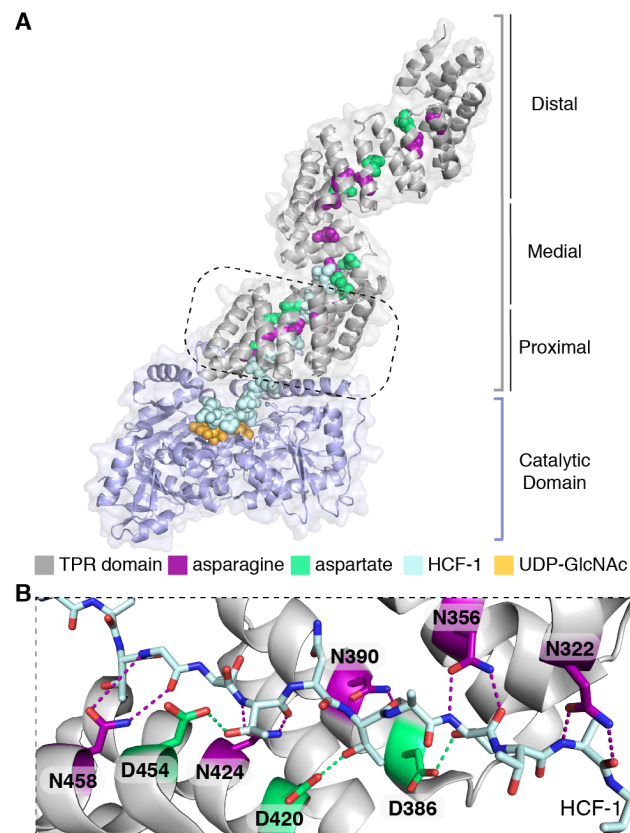 A
Distal
Medial
Proximal
Catalytic
Domain
TPR domain asparagine aspartate HCF-1 UDP-GlcNAc
B
N356
N322
N390
N458
D454
N424
D420
D386
HCF-1